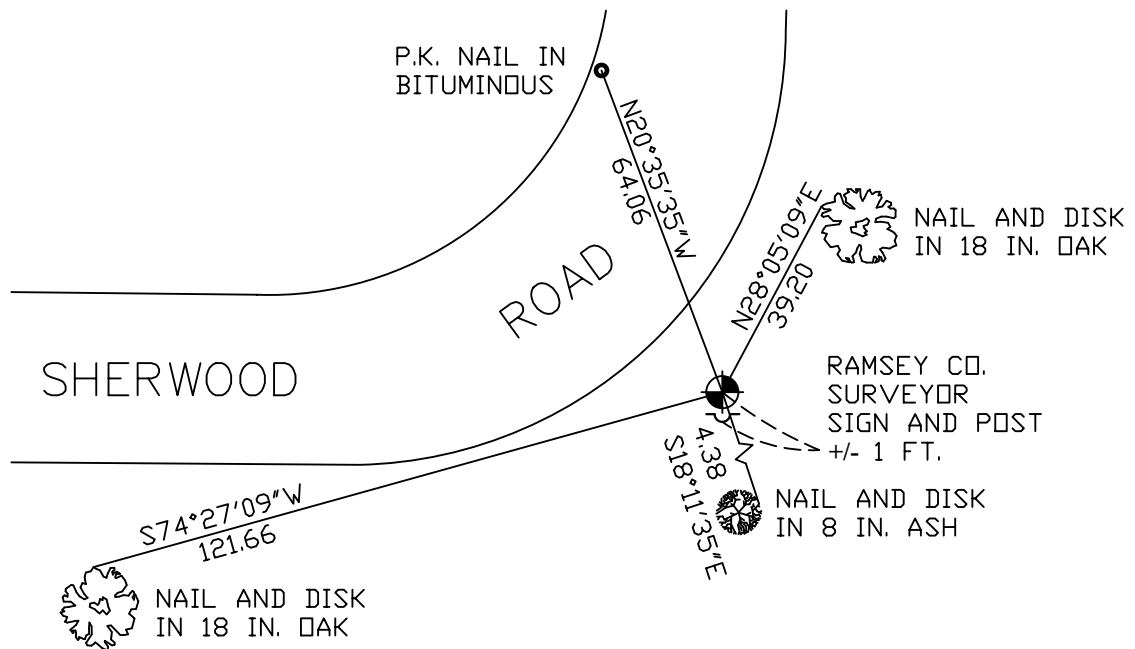 P.K. NAIL IN
BITUMINOUS
N20°35'35"W
64.06
N28°05'09"E
39.20
NAIL AND DISK
IN 18 IN. OAK
ROAD
SHERWOOD
RAMSEY CO.
SURVEYOR
SIGN AND POST
+/- 1 FT.
4.38
S18°11'35"E
NAIL AND DISK
IN 8 IN. ASH
S74°27'09"W
121.66
NAIL AND DISK
IN 18 IN. OAK